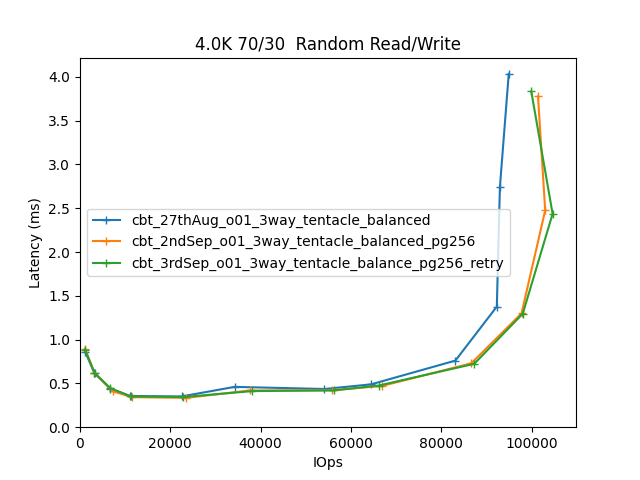 4.0K 70/30  Random Read/Write
4.0
3.5
3.0
2.5
2.0
1.5
1.0
0.5
0.0
Latency (ms)
cbt_27thAug_o01_3way_tentacle_balanced
cbt_2ndSep_o01_3way_tentacle_balanced_pg256
cbt_3rdSep_o01_3way_tentacle_balance_pg256_retry
0 20000 40000 60000 80000 100000
IOps